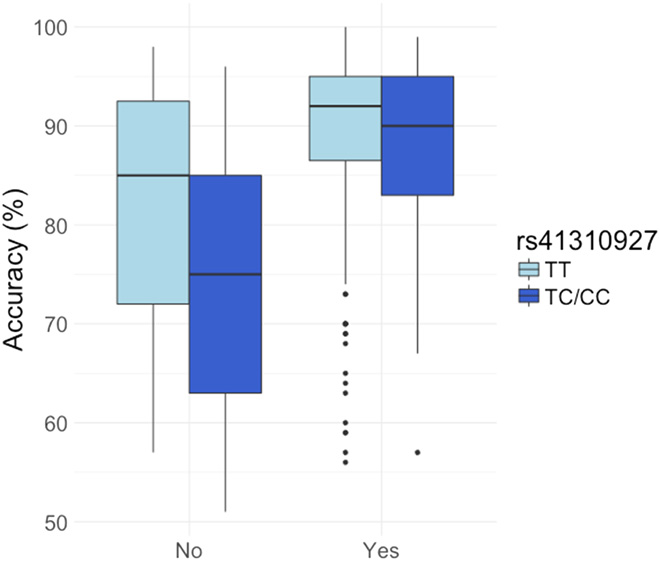 Accuracy (%)
100
90
80
70
60
50
No
Yes
rs41310927
TT
TC/CC